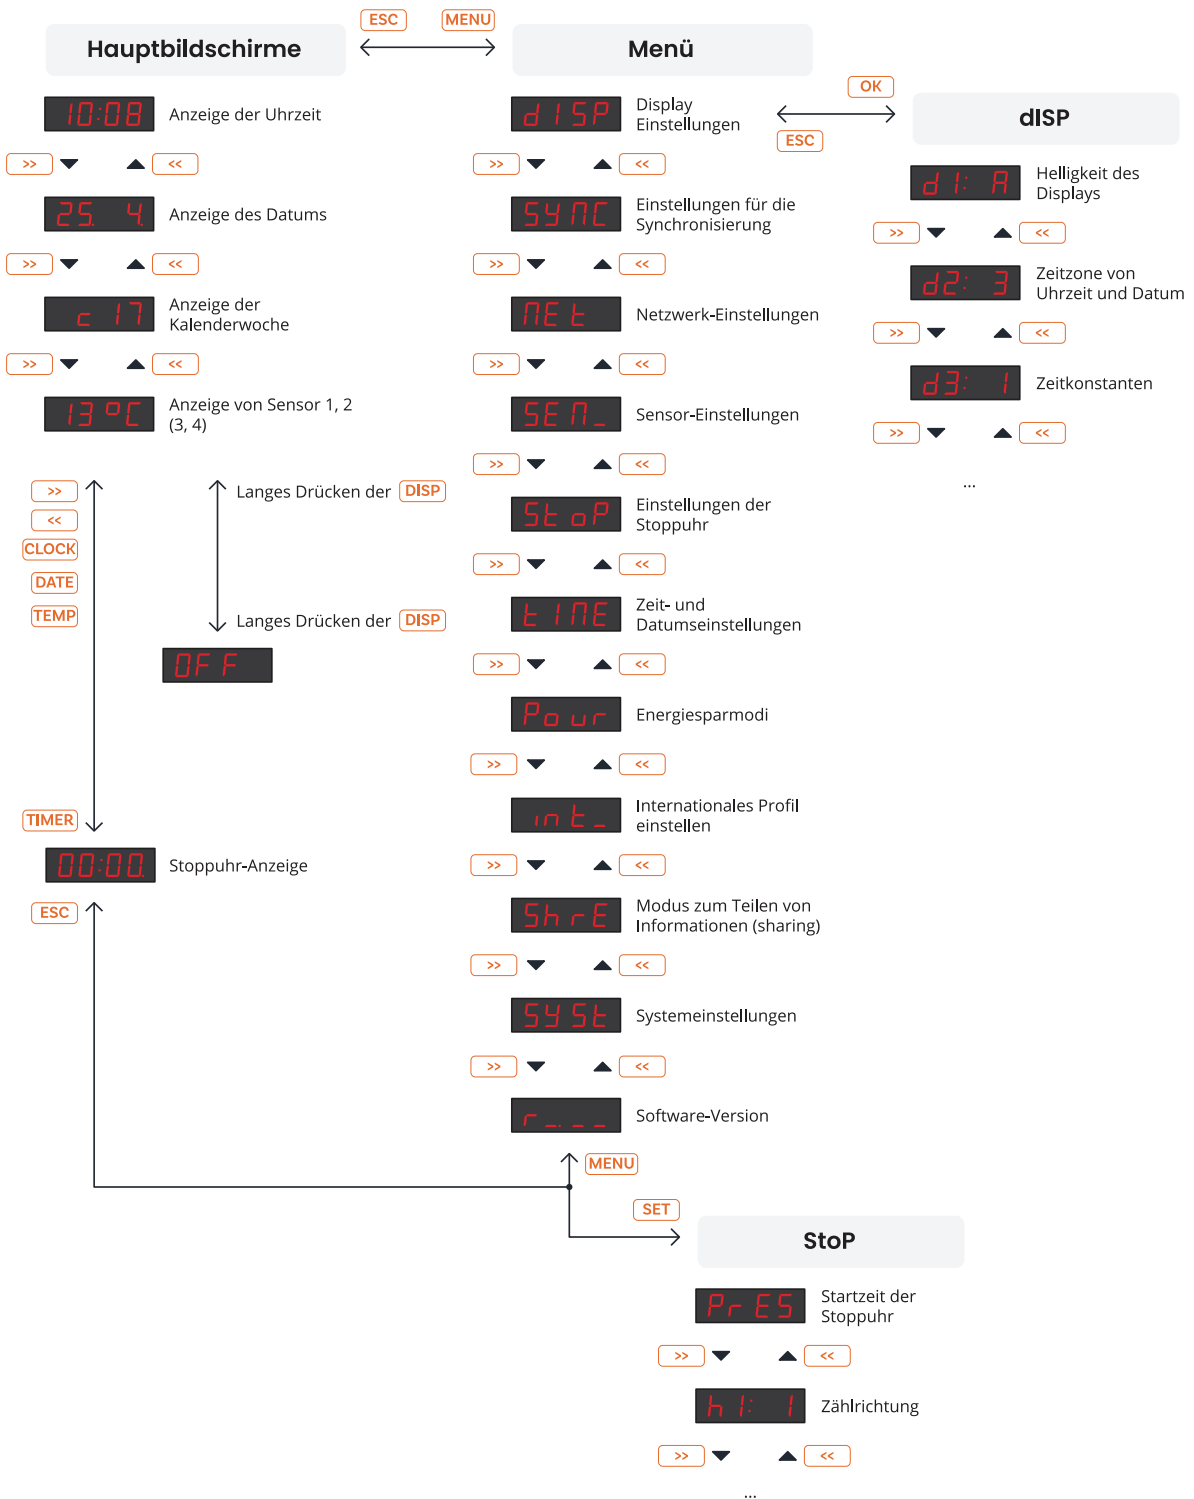 Hauptbildschirme
ESC
MENU
Menü
10:08
Anzeige der Uhrzeit
>>
<<
25. 4.
Anzeige des Datums
>>
<<
c 17
Anzeige der
Kalenderwoche
>>
<<
13 °C
Anzeige von Sensor 1, 2
(3, 4)
>>
<<
CLOCK
DATE
TEMP
Langes Drücken der DISP
Langes Drücken der DISP
OFF
TIMER
00:00.
Stoppuhr-Anzeige
ESC
dISP
Display
Einstellungen
>>
<<
SYNC
Einstellungen für die
Synchronisierung
>>
<<
NEt
Netzwerk-Einstellungen
>>
<<
SEN_
Sensor-Einstellungen
>>
<<
StoP
Einstellungen der
Stoppuhr
>>
<<
tIME
Zeit- und
Datumseinstellungen
>>
<<
Pour
Energiesparmodi
>>
<<
int_
Internationales Profil
einstellen
>>
<<
ShrE
Modus zum Teilen von
Informationen (sharing)
>>
<<
SYSt
Systemeinstellungen
>>
<<
r_._ _
Software-Version
MENU
SET
OK
ESC
dISP
d1: A
Helligkeit des
Displays
>>
<<
d2: 3
Zeitzone von
Uhrzeit und Datum
>>
<<
d3: 1
Zeitkonstanten
>>
<<
...
StoP
PrES
Startzeit der
Stoppuhr
>>
<<
h1: 1
Zählrichtung
>>
<<
...